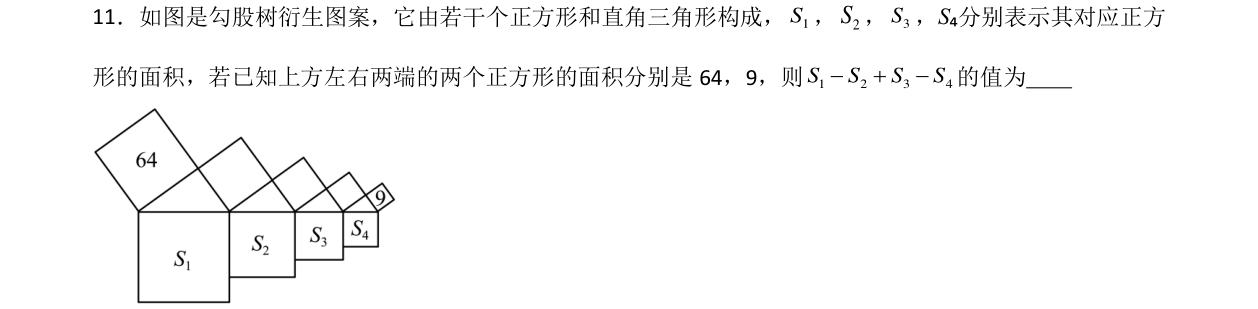 11．如图是勾股树衍生图案，它由若干个正方形和直角三角形构成，S₁，S₂，S₃，S₄分别表示其对应正方
形的面积，若已知上方左右两端的两个正方形的面积分别是 64，9，则 S₁－S₂＋S₃－S₄ 的值为____
64
9
S₁
S₂
S₃
S₄